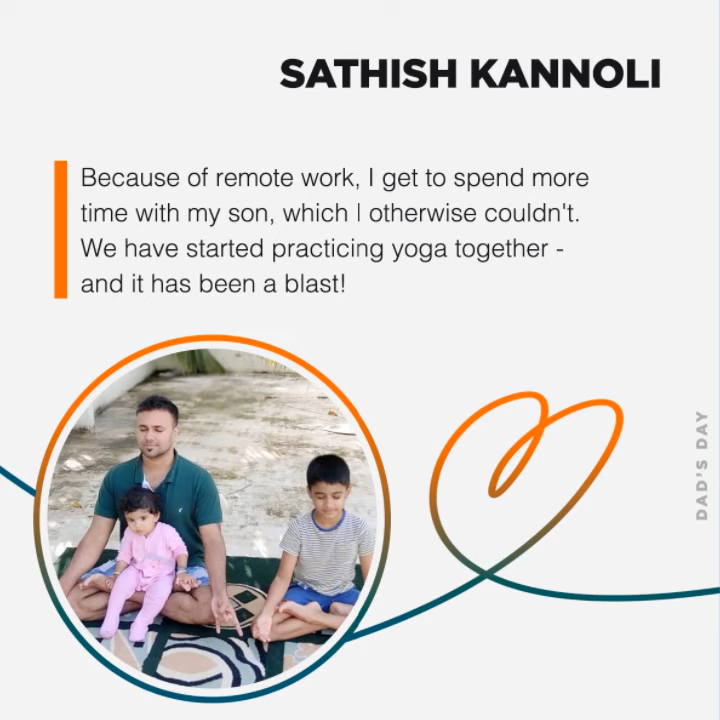 SATHISH KANNOLI
Because of remote work, I get to spend more
time with my son, which I otherwise couldn't.
We have started practicing yoga together -
and it has been a blast!
DAD'S DAY